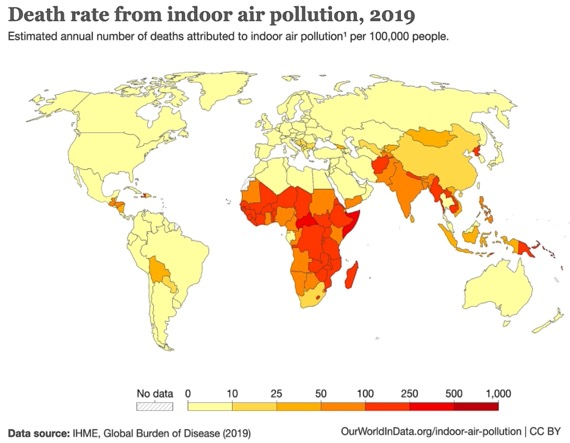 Death rate from indoor air pollution, 2019
Estimated annual number of deaths attributed to indoor air pollution¹ per 100,000 people.
No data 0 10 25 50 100 250 500 1,000
Data source: IHME, Global Burden of Disease (2019) OurWorldInData.org/indoor-air-pollution | CC BY